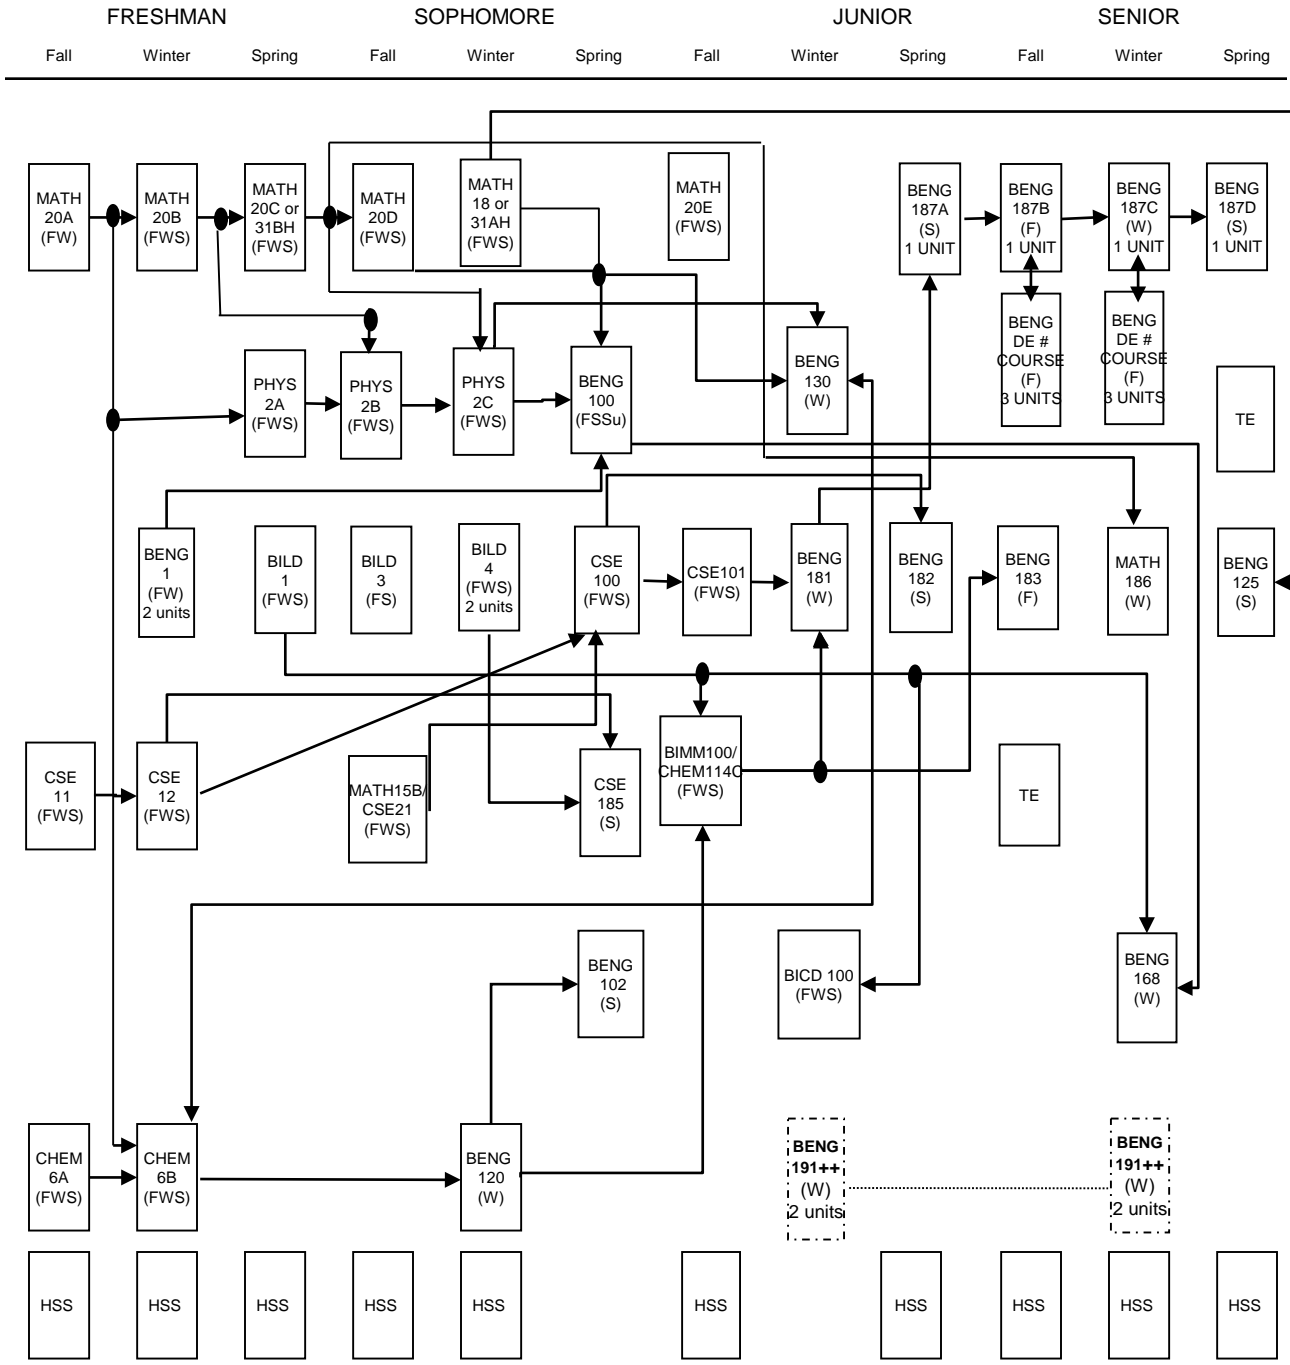 FRESHMAN
SOPHOMORE
JUNIOR
SENIOR
Fall
Winter
Spring
Fall
Winter
Spring
Fall
Winter
Spring
Fall
Winter
Spring
MATH
20A
(FW)
MATH
20B
(FWS)
MATH
20C or
31BH
(FWS)
MATH
20D
(FWS)
MATH
18 or
31AH
(FWS)
MATH
20E
(FWS)
BENG
187A
(S)
1 UNIT
BENG
187B
(F)
1 UNIT
BENG
187C
(W)
1 UNIT
BENG
187D
(S)
1 UNIT
PHYS
2A
(FWS)
PHYS
2B
(FWS)
PHYS
2C
(FWS)
BENG
100
(FSSu)
BENG
130
(W)
BENG
DE #
COURSE
(F)
3 UNITS
BENG
DE #
COURSE
(F)
3 UNITS
TE
BENG
1
(FW)
2 units
BILD
1
(FWS)
BILD
3
(FS)
BILD
4
(FWS)
2 units
CSE
100
(FWS)
CSE101
(FWS)
BENG
181
(W)
BENG
182
(S)
BENG
183
(F)
MATH
186
(W)
BENG
125
(S)
CSE
11
(FWS)
CSE
12
(FWS)
MATH15B/
CSE21
(FWS)
CSE
185
(S)
BIMM100/
CHEM114C
(FWS)
TE
BENG
102
(S)
BICD 100
(FWS)
BENG
168
(W)
CHEM
6A
(FWS)
CHEM
6B
(FWS)
BENG
120
(W)
BENG
191++
(W)
2 units
BENG
191++
(W)
2 units
HSS
HSS
HSS
HSS
HSS
HSS
HSS
HSS
HSS
HSS